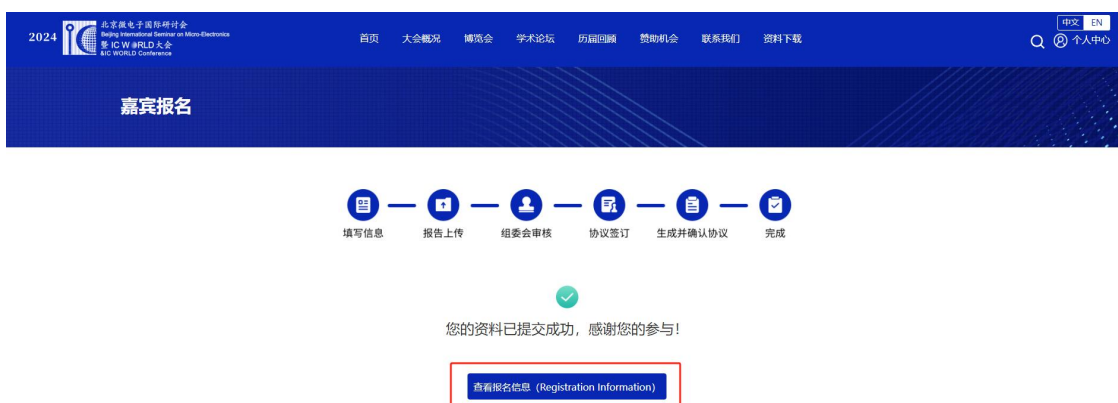 中文 EN
2024
北京微电子国际研讨会
Beijing International Seminar on Micro-Electronics
暨 IC WORLD 大会
&IC WORLD Conference
首页 大会概况 博览会 学术论坛 历届回顾 赞助机会 联系我们 资料下载
个人中心
嘉宾报名
填写信息 报告上传 组委会审核 协议签订 生成并确认协议 完成
您的资料已提交成功，感谢您的参与！
查看报名信息（Registration Information）